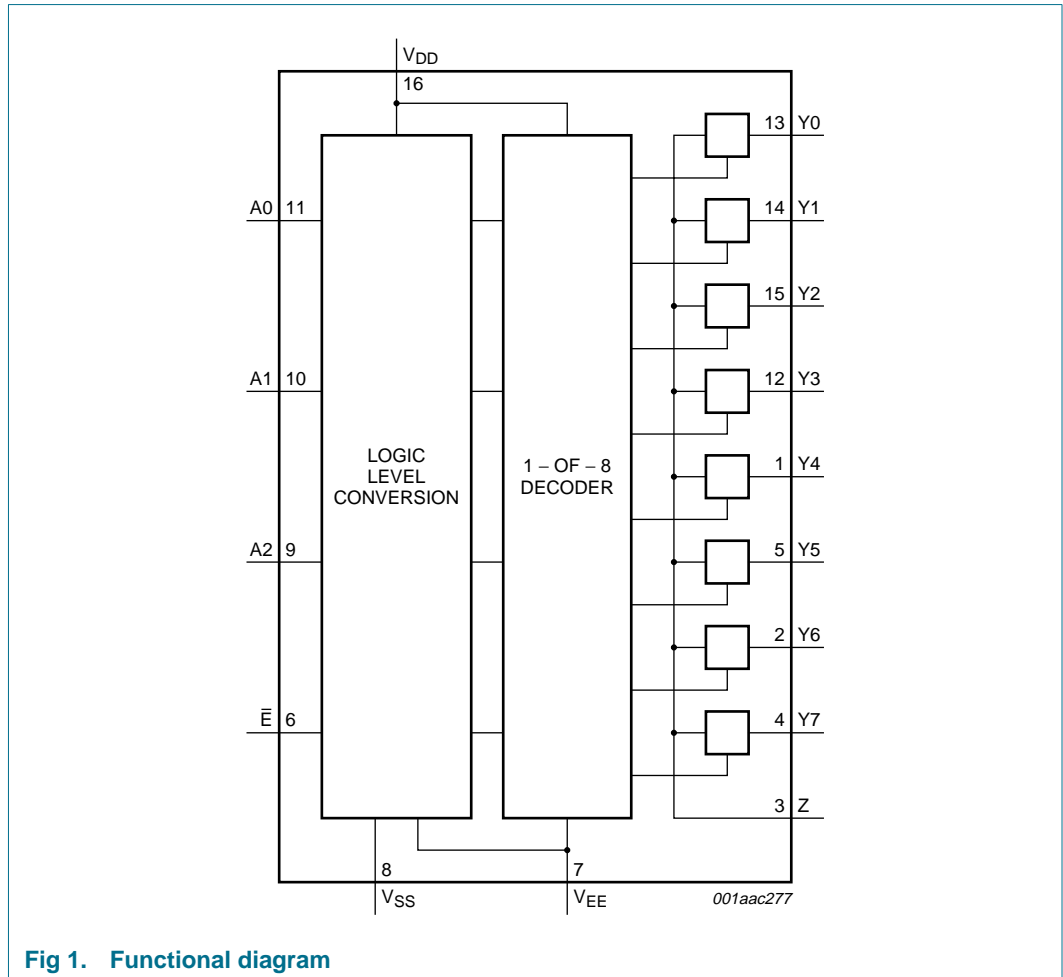 VDD
16
13 Y0
A0 11
14 Y1
15 Y2
A1 10
12 Y3
LOGIC
LEVEL
CONVERSION
1 – OF – 8
DECODER
1 Y4
A2 9
5 Y5
2 Y6
E̅ 6
4 Y7
3 Z
8
7
VSS
VEE
001aac277
Fig 1. Functional diagram